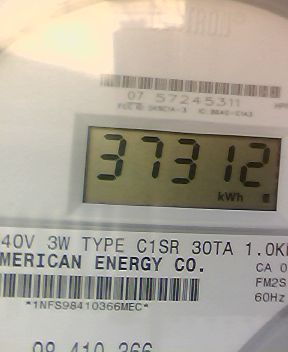 07 57245311
37312
kWh
40V 3W TYPE C1SR 30TA 1.0K
MERICAN ENERGY CO.
CA 0
FM2S
60Hz
*1NFS98410366MEC*
98 410 366